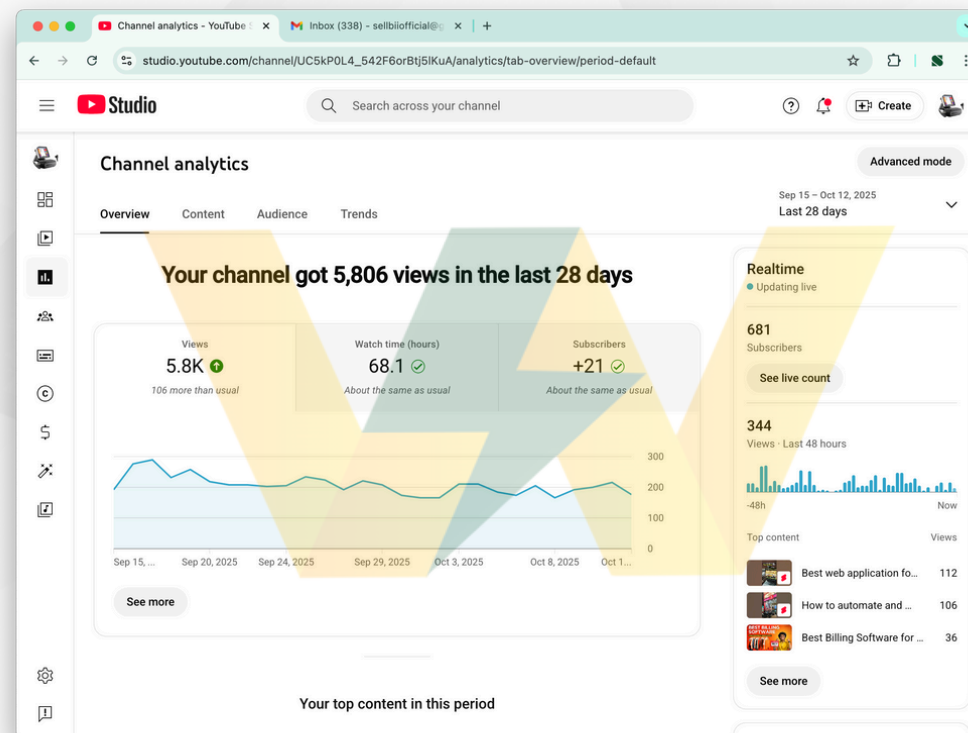 Channel analytics - YouTube S
Inbox (338) - sellbiiofficial@g
studio.youtube.com/channel/UC5kP0L4_542F6orBtj5lKuA/analytics/tab-overview/period-default
Studio
Search across your channel
Create
Channel analytics
Advanced mode
Overview
Content
Audience
Trends
Sep 15 – Oct 12, 2025
Last 28 days
Your channel got 5,806 views in the last 28 days
Views
5.8K
106 more than usual
Watch time (hours)
68.1
About the same as usual
Subscribers
+21
About the same as usual
300
200
100
0
Sep 15, ...
Sep 20, 2025
Sep 24, 2025
Sep 29, 2025
Oct 3, 2025
Oct 8, 2025
Oct 1...
See more
Your top content in this period
Realtime
Updating live
681
Subscribers
See live count
344
Views · Last 48 hours
-48h
Now
Top content
Views
Best web application fo...
112
How to automate and ...
106
BEST BILLING
SOFTWARE
Best Billing Software for ...
36
See more